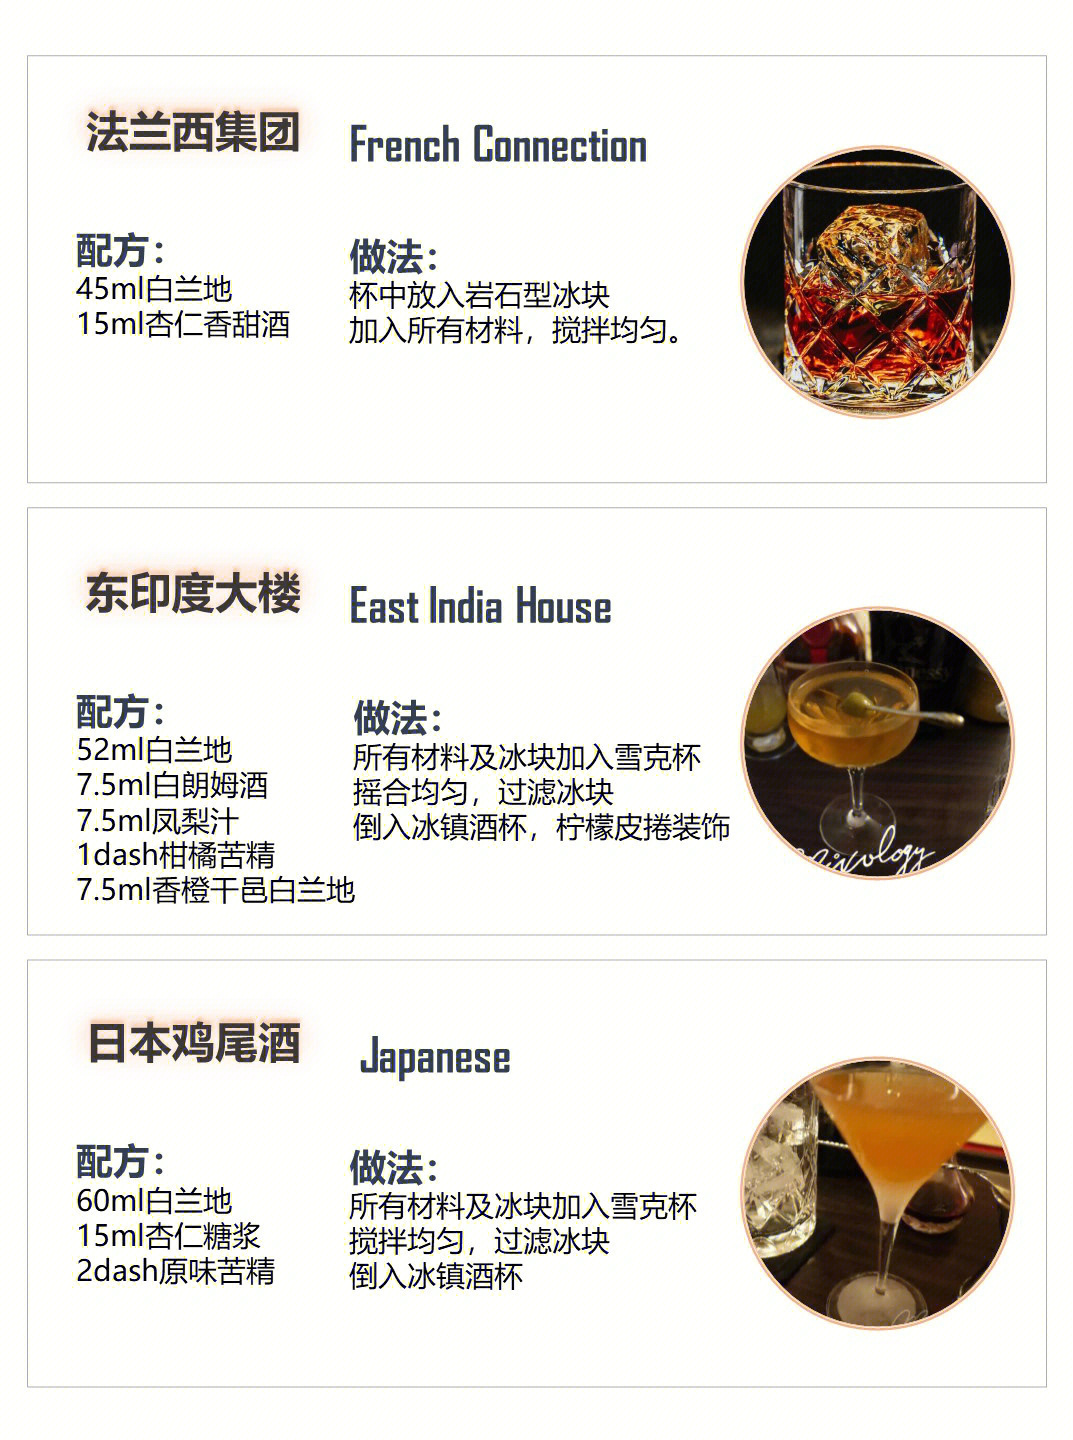 法兰西集团
French Connection
配方：
45ml白兰地
15ml杏仁香甜酒
做法：
杯中放入岩石型冰块
加入所有材料，搅拌均匀。
东印度大楼
East India House
配方：
52ml白兰地
7.5ml白朗姆酒
7.5ml凤梨汁
1dash柑橘苦精
7.5ml香橙干邑白兰地
做法：
所有材料及冰块加入雪克杯
摇合均匀，过滤冰块
倒入冰镇酒杯，柠檬皮捲装饰
日本鸡尾酒
Japanese
配方：
60ml白兰地
15ml杏仁糖浆
2dash原味苦精
做法：
所有材料及冰块加入雪克杯
搅拌均匀，过滤冰块
倒入冰镇酒杯